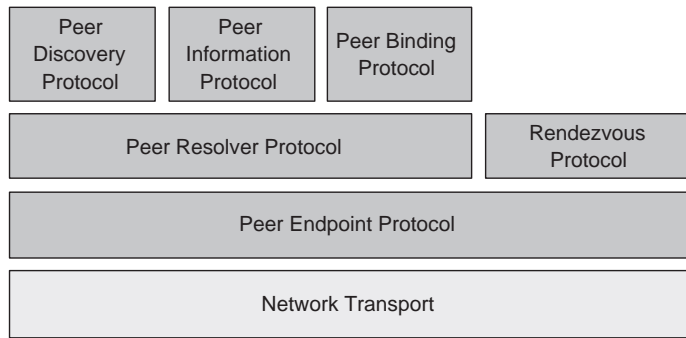 Peer
Discovery
Protocol
Peer
Information
Protocol
Peer Binding
Protocol
Peer Resolver Protocol
Rendezvous
Protocol
Peer Endpoint Protocol
Network Transport